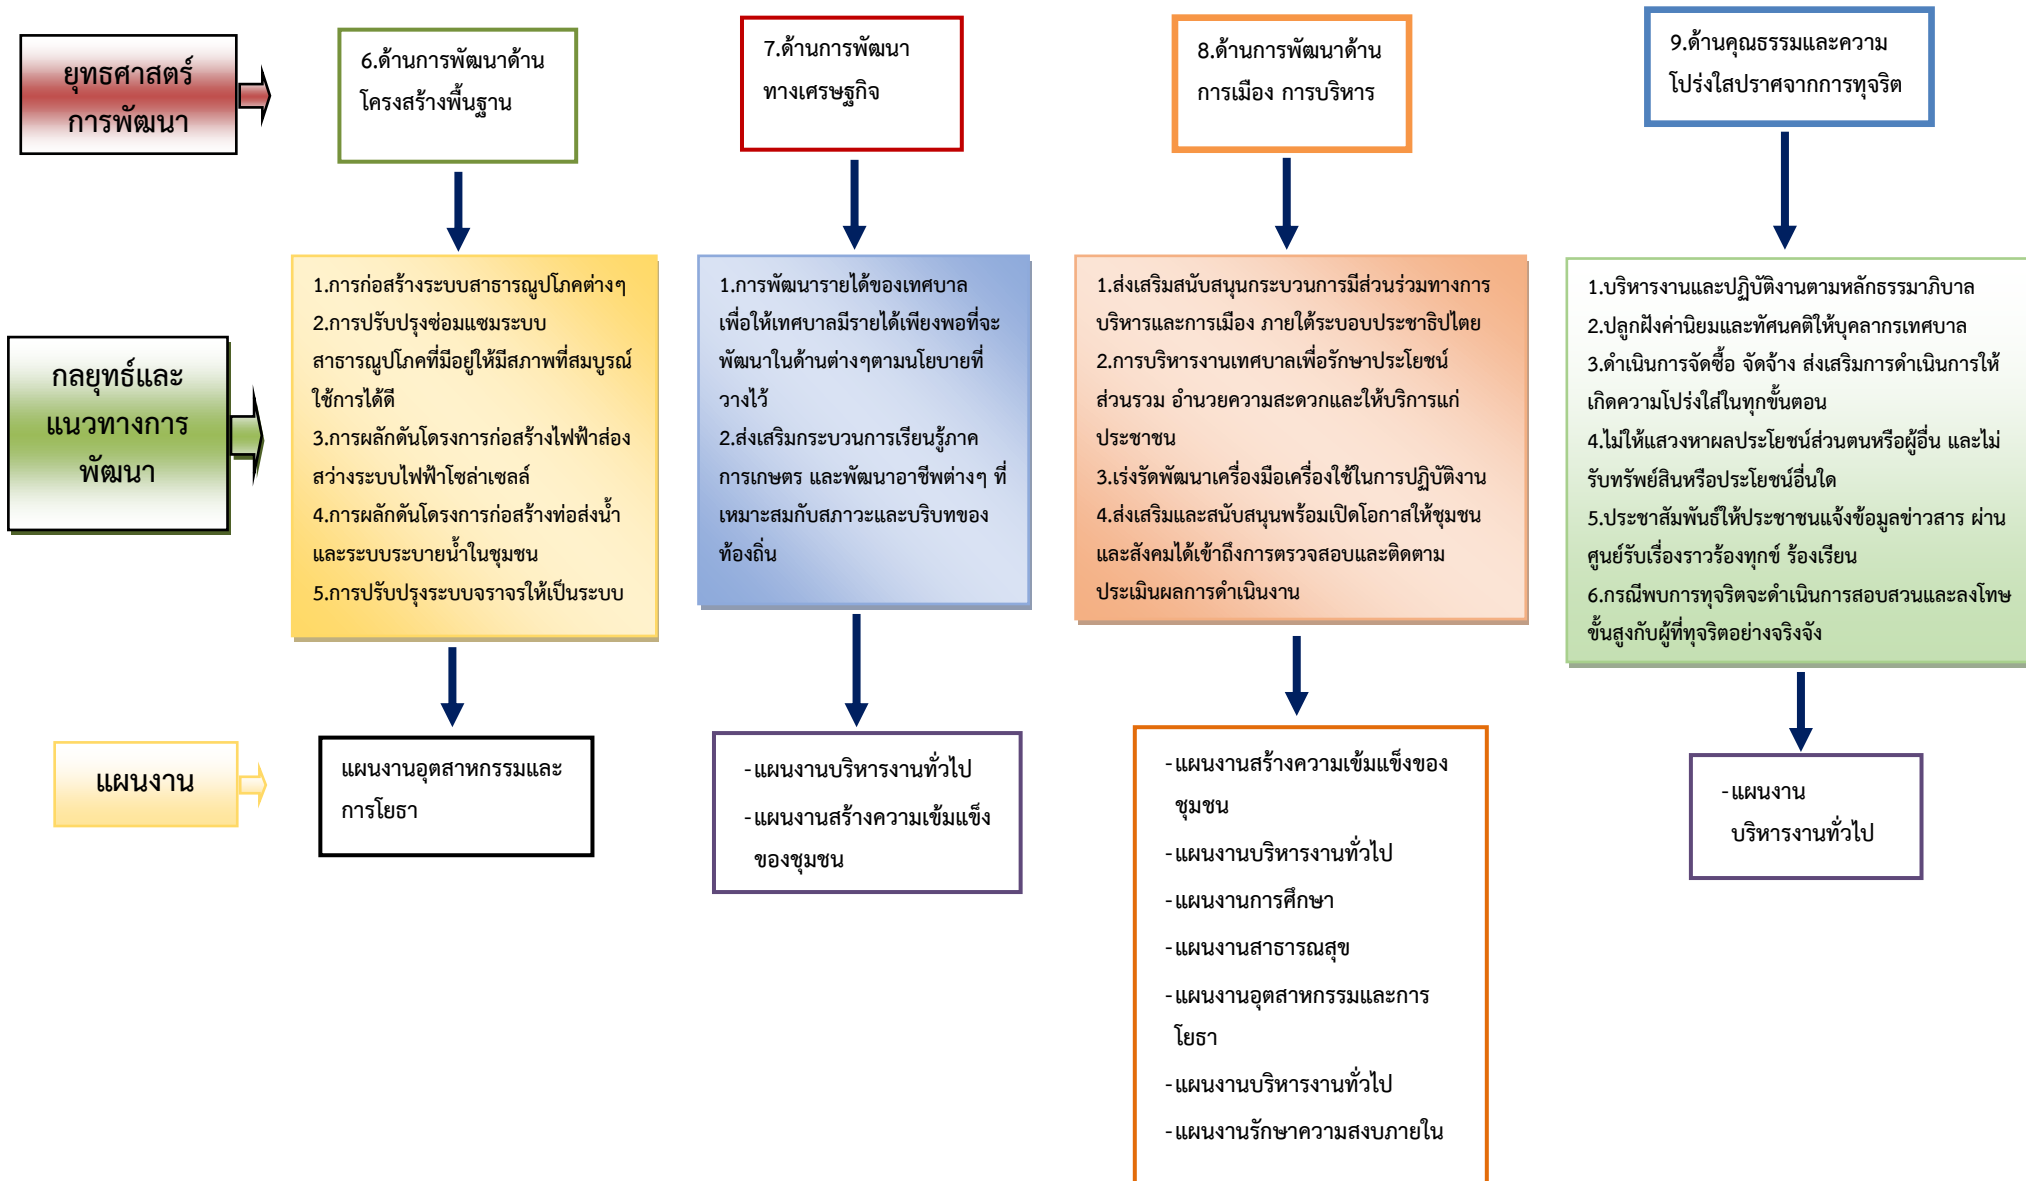 ยุทธศาสตร์
การพัฒนา
6.ด้านการพัฒนาด้าน
โครงสร้างพื้นฐาน
7.ด้านการพัฒนา
ทางเศรษฐกิจ
8.ด้านการพัฒนาด้าน
การเมือง การบริหาร
9.ด้านคุณธรรมและความ
โปร่งใสปราศจากการทุจริต
กลยุทธ์และ
แนวทางการ
พัฒนา
1.การก่อสร้างระบบสาธารณูปโภคต่างๆ
2.การปรับปรุงซ่อมแซมระบบ
สาธารณูปโภคที่มีอยู่ให้มีสภาพที่สมบูรณ์
ใช้การได้ดี
3.การผลักดันโดรงการก่อสร้างไฟฟ้าส่อง
สว่างระบบไฟฟ้าโซล่าเซลล์
4.การผลักดันโดรงการก่อสร้างท่อส่งน้ำ
และระบบระบายน้ำในชุมชน
5.การปรับปรุงระบบจราจรให้เป็นระบบ
1.การพัฒนารายได้ของเทศบาล
เพื่อให้เทศบาลมีรายได้เพียงพอที่จะ
พัฒนาในด้านต่างๆตามนโยบายที่
วางไว้
2.ส่งเสริมกระบวนการเรียนรู้ภาค
การเกษตร และพัฒนาอาชีพต่างๆ ที่
เหมาะสมกับสภาวะและบริบทของ
ท้องถิ่น
1.ส่งเสริมสนับสนุนกระบวนการมีส่วนร่วมทางการ
บริหารและการเมือง ภายใต้ระบอบประชาธิปไตย
2.การบริหารงานเทศบาลเพื่อรักษาประโยชน์
ส่วนรวม อำนวยความสะดวกและให้บริการแก่
ประชาชน
3.เร่งรัดพัฒนาเครื่องมือเครื่องใช้ในการปฏิบัติงาน
4.ส่งเสริมและสนับสนุนพร้อมเปิดโอกาสให้ชุมชน
และสังคมได้เข้าถึงการตรวจสอบและติดตาม
ประเมินผลการดำเนินงาน
1.บริหารงานและปฏิบัติงานตามหลักธรรมาภิบาล
2.ปลูกฝังค่านิยมและทัศนคติให้บุคลากรเทศบาล
3.ดำเนินการจัดซื้อ จัดจ้าง ส่งเสริมการดำเนินการให้
เกิดความโปร่งใส่ในทุกขั้นตอน
4.ไม่ให้แสวงหาผลประโยชน์ส่วนตนหรือผู้อื่น และไม่
รับทรัพย์สินหรือประโยชน์อื่นใด
5.ประชาสัมพันธ์ให้ประชาชนแจ้งข้อมูลข่าวสาร ผ่าน
ศูนย์รับเรื่องราวร้องทุกข์ ร้องเรียน
6.กรณีพบการทุจริตจะดำเนินการสอบสวนและลงโทษ
ขั้นสูงกับผู้ที่ทุจริตอย่างจริงจัง
แผนงาน
แผนงานอุตสาหกรรมและ
การโยธา
-แผนงานบริหารงานทั่วไป
-แผนงานสร้างความเข้มแข็ง
ของชุมชน
-แผนงานสร้างความเข้มแข็งของ
ชุมชน
-แผนงานบริหารงานทั่วไป
-แผนงานการศึกษา
-แผนงานสาธารณสุข
-แผนงานอุตสาหกรรมและการ
โยธา
-แผนงานบริหารงานทั่วไป
-แผนงานรักษาความสงบภายใน
-แผนงาน
บริหารงานทั่วไป